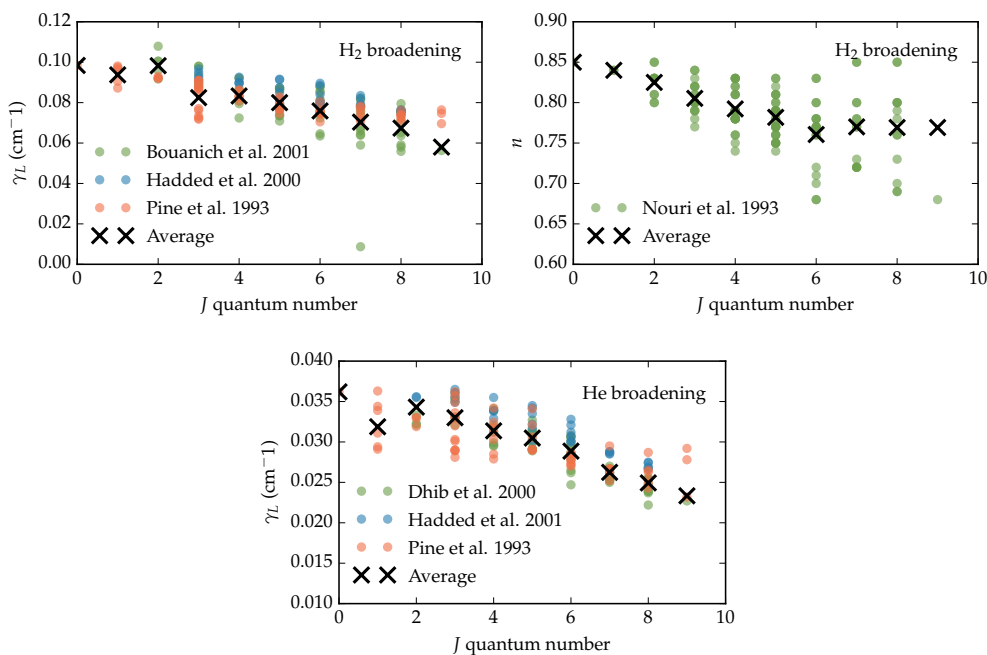 0.12
0.10
0.08
0.06
0.04
0.02
0.00
γL (cm−1)
H2 broadening
Bouanich et al. 2001
Hadded et al. 2000
Pine et al. 1993
Average
0 2 4 6 8 10
J quantum number
0.90
0.85
0.80
0.75
0.70
0.65
0.60
n
H2 broadening
Nouri et al. 1993
Average
0 2 4 6 8 10
J quantum number
0.040
0.035
0.030
0.025
0.020
0.015
0.010
γL (cm−1)
He broadening
Dhib et al. 2000
Hadded et al. 2001
Pine et al. 1993
Average
0 2 4 6 8 10
J quantum number